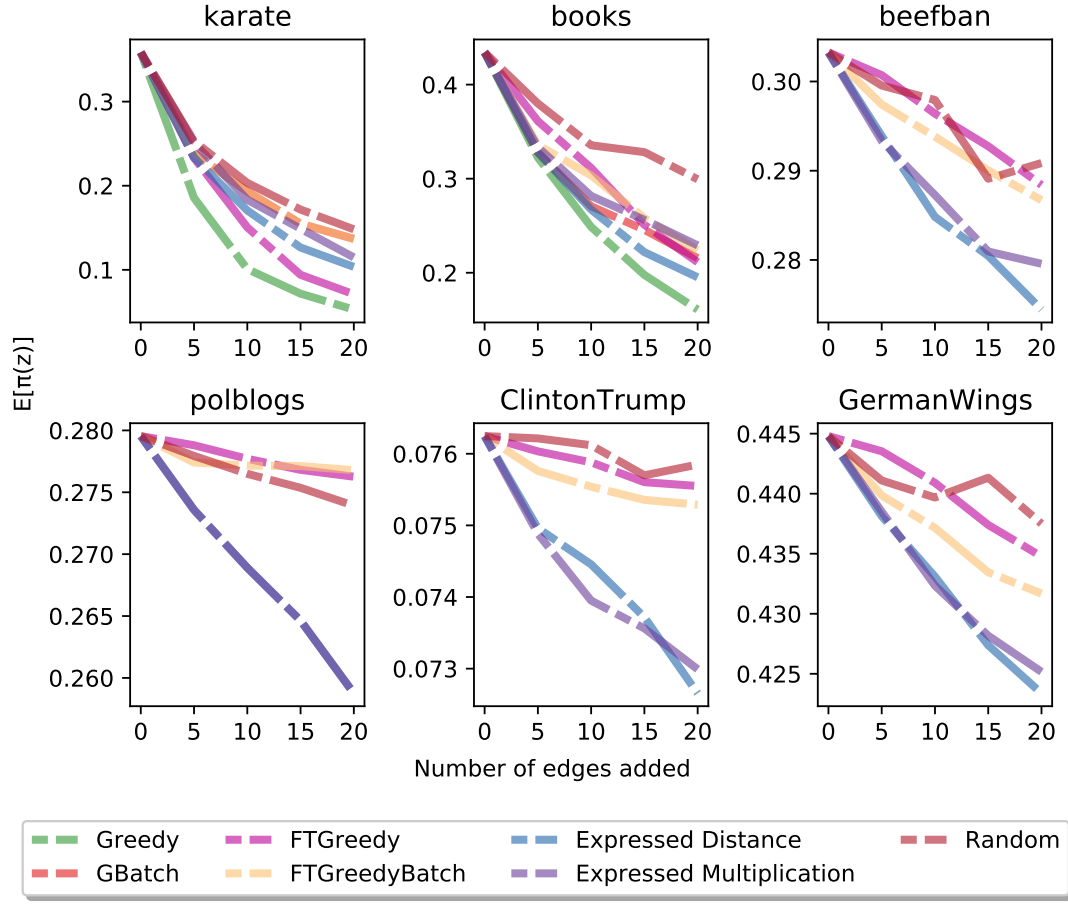 karate books beefban
0.3 0.4 0.30
0.2 0.3 0.29
0.1 0.2 0.28
0 5 10 15 20 0 5 10 15 20 0 5 10 15 20
E[π(z)]
polblogs ClintonTrump GermanWings
0.280 0.076 0.445
0.275 0.075 0.440
0.270 0.074 0.435
0.265 0.073 0.430
0.260 0.425
0 5 10 15 20 0 5 10 15 20 0 5 10 15 20
Number of edges added
Greedy FTGreedy Expressed Distance Random
GBatch FTGreedyBatch Expressed Multiplication